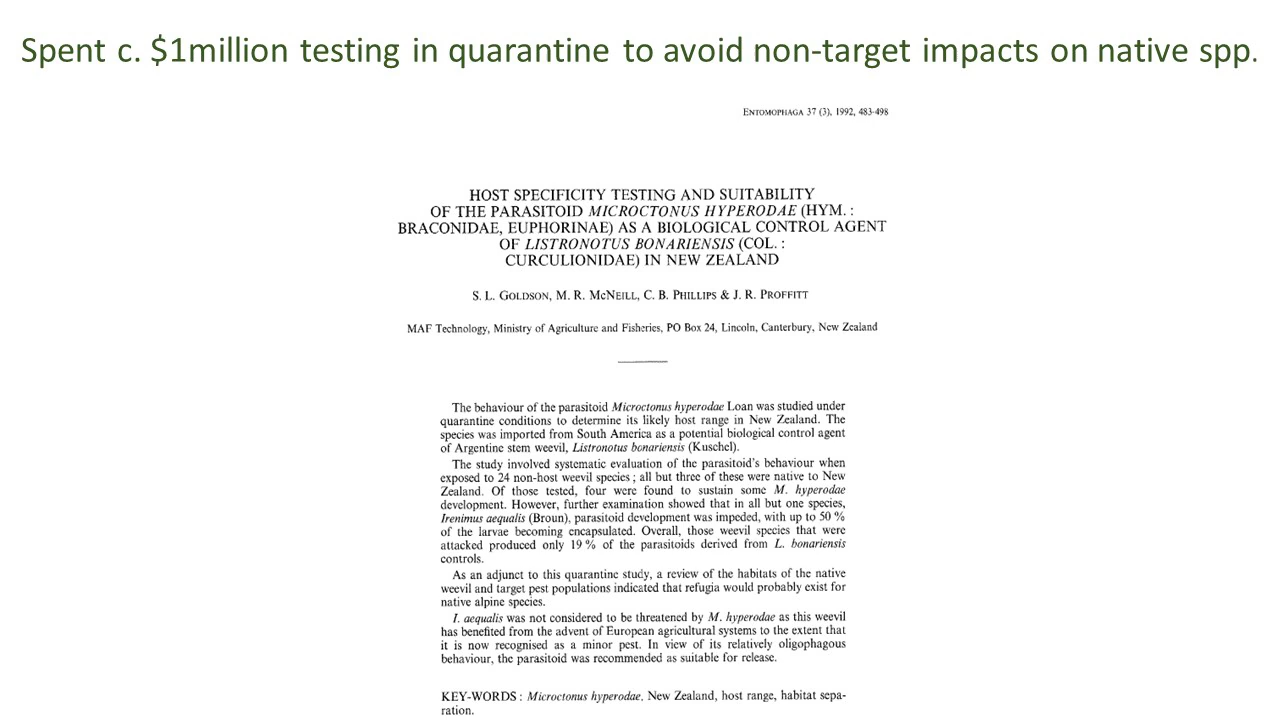 Spent c. $1million testing in quarantine to avoid non-target impacts on native spp.
ENTOMOPHAGA 37 (3), 1992, 483-498
HOST SPECIFICITY TESTING AND SUITABILITY
OF THE PARASITOID MICROCTONUS HYPERODAE (HYM. :
BRACONIDAE, EUPHORINAE) AS A BIOLOGICAL CONTROL AGENT
OF LISTRONOTUS BONARIENSIS (COL. :
CURCULIONIDAE) IN NEW ZEALAND
S. L. GOLDSON, M. R. McNEILL, C. B. PHILLIPS & J. R. PROFFITT
MAF Technology, Ministry of Agriculture and Fisheries, PO Box 24, Lincoln, Canterbury, New Zealand
The behaviour of the parasitoid Microctonus hyperodae Loan was studied under
quarantine conditions to determine its likely host range in New Zealand. The
species was imported from South America as a potential biological control agent
of Argentine stem weevil, Listronotus bonariensis (Kuschel).
The study involved systematic evaluation of the parasitoid's behaviour when
exposed to 24 non-host weevil species ; all but three of these were native to New
Zealand. Of those tested, four were found to sustain some M. hyperodae
development. However, further examination showed that in all but one species,
Irenimus aequalis (Broun), parasitoid development was impeded, with up to 50 %
of the larvae becoming encapsulated. Overall, those weevil species that were
attacked produced only 19 % of the parasitoids derived from L. bonariensis
controls.
As an adjunct to this quarantine study, a review of the habitats of the native
weevil and target pest populations indicated that refugia would probably exist for
native alpine species.
I. aequalis was not considered to be threatened by M. hyperodae as this weevil
has benefited from the advent of European agricultural systems to the extent that
it is now recognised as a minor pest. In view of its relatively oligophagous
behaviour, the parasitoid was recommended as suitable for release.
KEY-WORDS : Microctonus hyperodae, New Zealand, host range, habitat sepa-
ration.